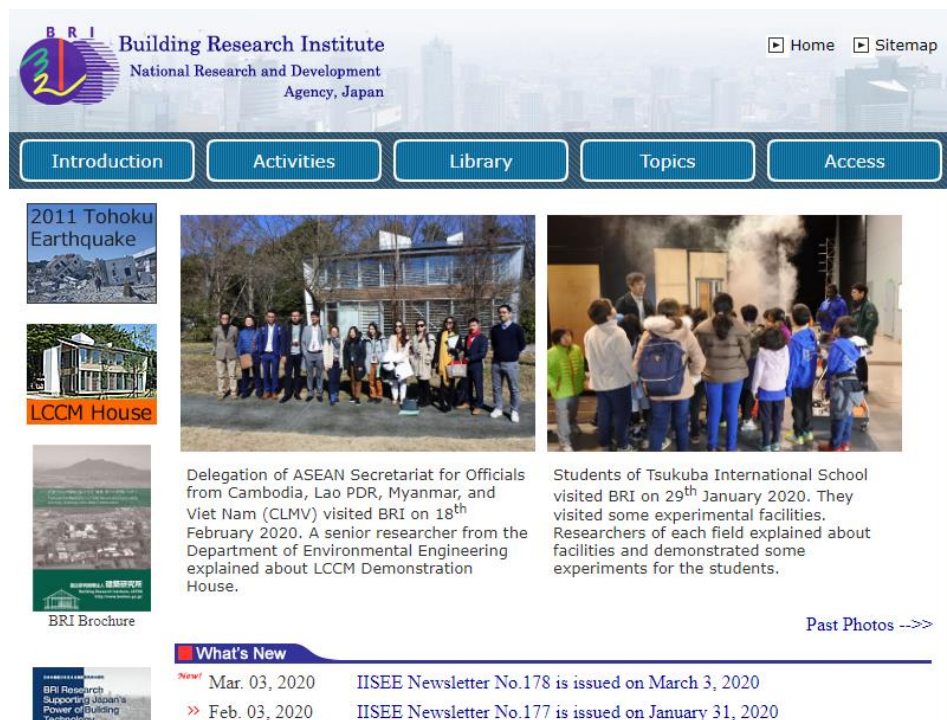 B R I
Building Research Institute
National Research and Development
Agency, Japan
Home Sitemap
Introduction Activities Library Topics Access
2011 Tohoku
Earthquake
LCCM House
Delegation of ASEAN Secretariat for Officials
from Cambodia, Lao PDR, Myanmar, and
Viet Nam (CLMV) visited BRI on 18th
February 2020. A senior researcher from the
Department of Environmental Engineering
explained about LCCM Demonstration
House.
Students of Tsukuba International School
visited BRI on 29th January 2020. They
visited some experimental facilities.
Researchers of each field explained about
facilities and demonstrated some
experiments for the students.
建築研究所
BRI Brochure
Past Photos -->>
What's New
New! Mar. 03, 2020 IISEE Newsletter No.178 is issued on March 3, 2020
Feb. 03, 2020 IISEE Newsletter No.177 is issued on January 31, 2020
BRI Research
Supporting Japan's
Power of Building
Technology